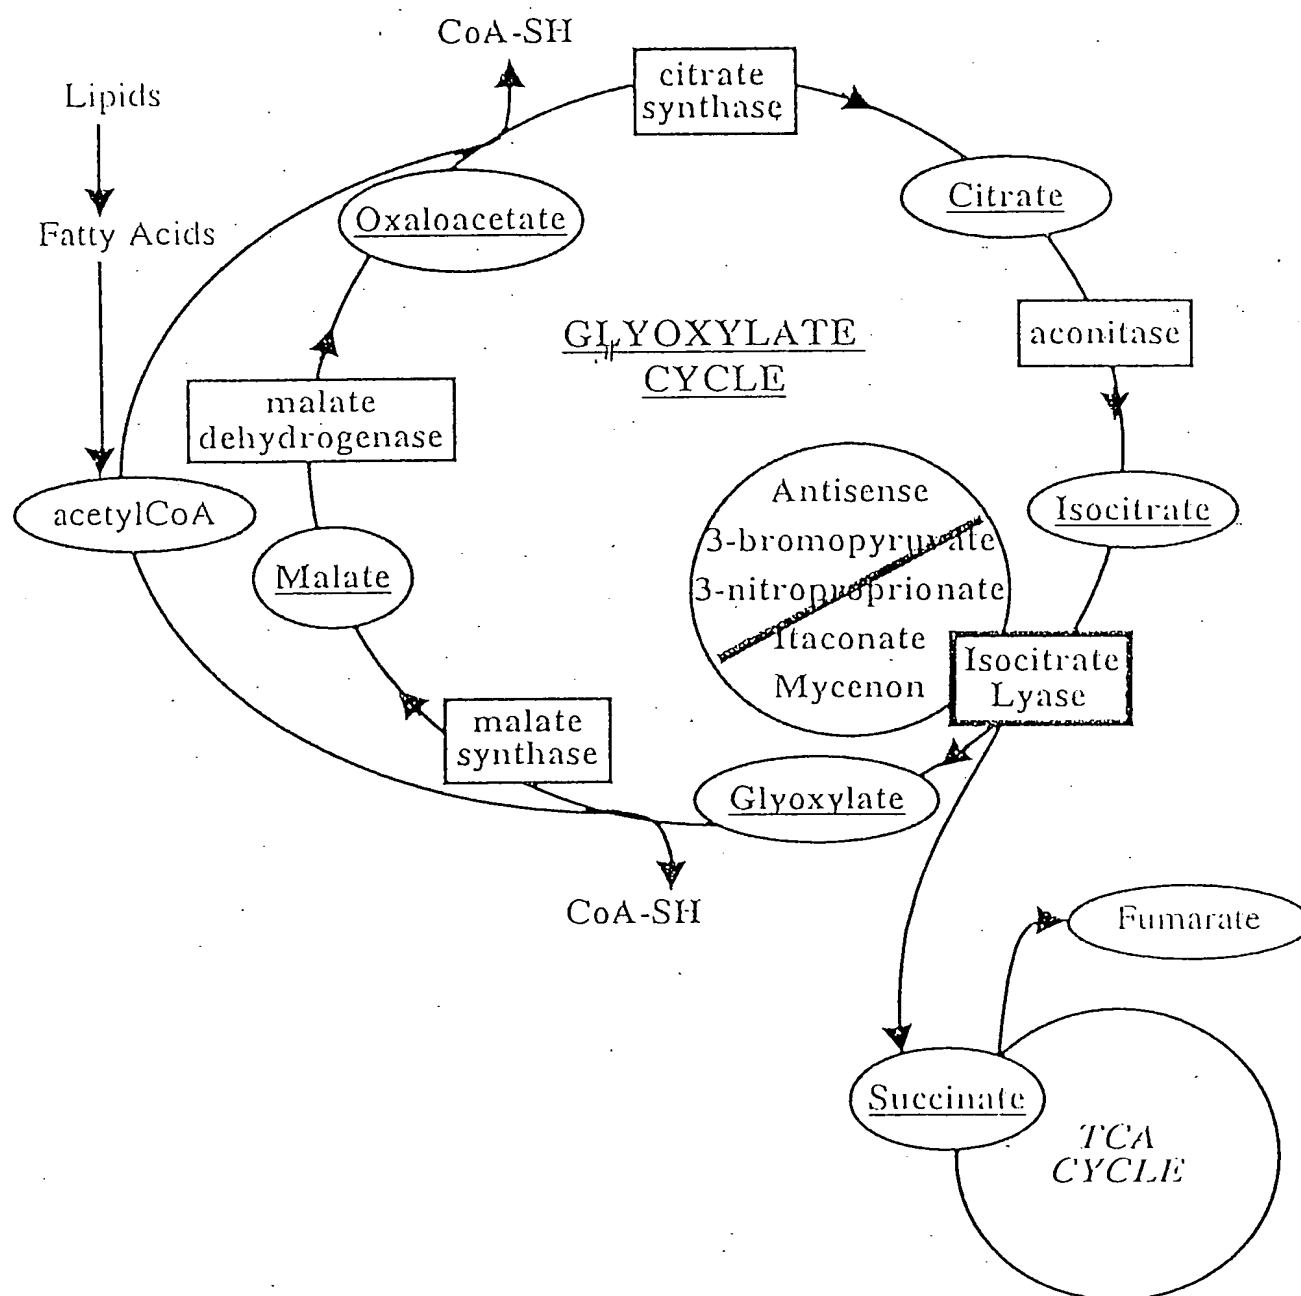 CoA-SH
Lipids
citrate
synthase
Citrate
Oxaloacetate
Fatty Acids
GLYOXYLATE
CYCLE
aconitase
malate
dehydrogenase
Antisense
3-bromopyruvate
3-nitroproprionate
Itaconate
Mycenon
Isocitrate
acetylCoA
Malate
Isocitrate
Lyase
malate
synthase
Glyoxylate
CoA-SH
Fumarate
Succinate
TCA
CYCLE